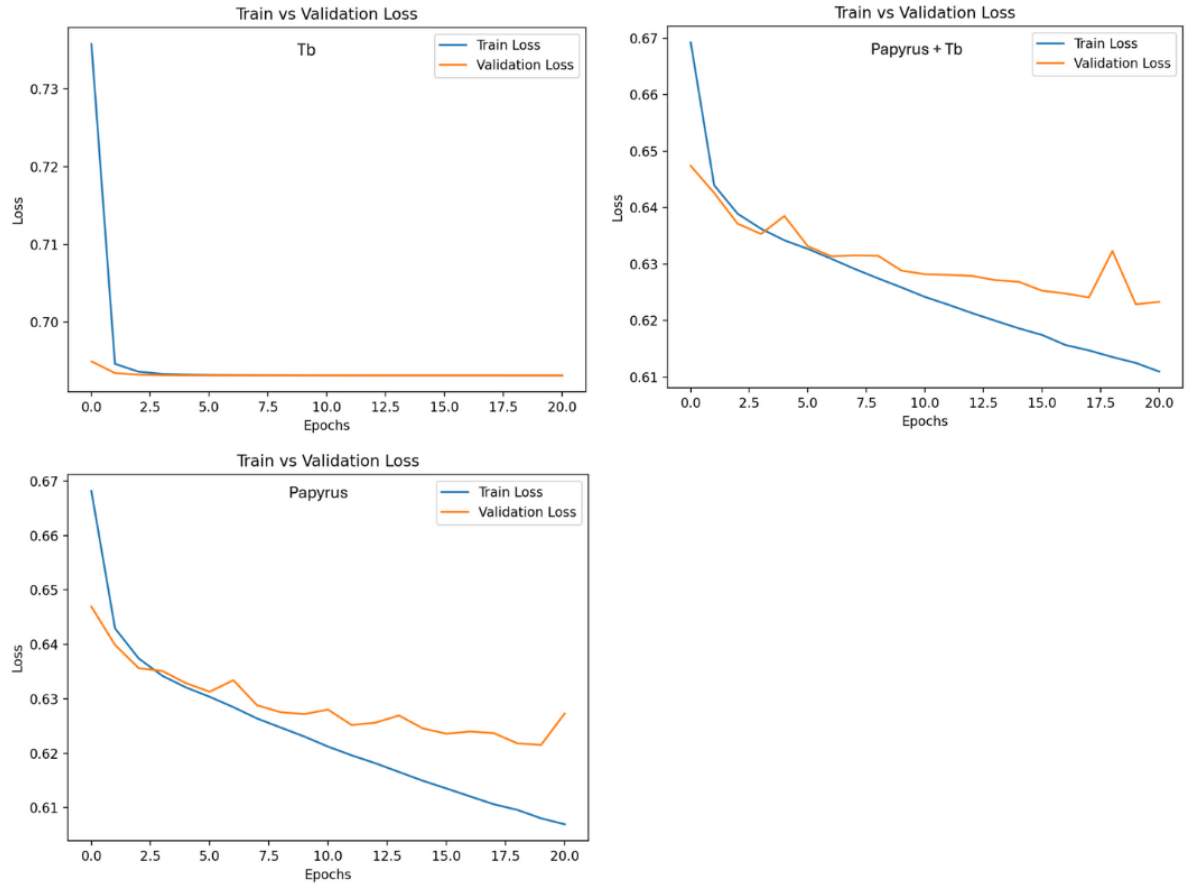 Train vs Validation Loss
Tb
Train Loss
Validation Loss
0.73
0.72
0.71
0.70
Loss
0.0 2.5 5.0 7.5 10.0 12.5 15.0 17.5 20.0
Epochs
Train vs Validation Loss
Papyrus + Tb
Train Loss
Validation Loss
0.67
0.66
0.65
0.64
0.63
0.62
0.61
Loss
0.0 2.5 5.0 7.5 10.0 12.5 15.0 17.5 20.0
Epochs
Train vs Validation Loss
Papyrus
Train Loss
Validation Loss
0.67
0.66
0.65
0.64
0.63
0.62
0.61
Loss
0.0 2.5 5.0 7.5 10.0 12.5 15.0 17.5 20.0
Epochs